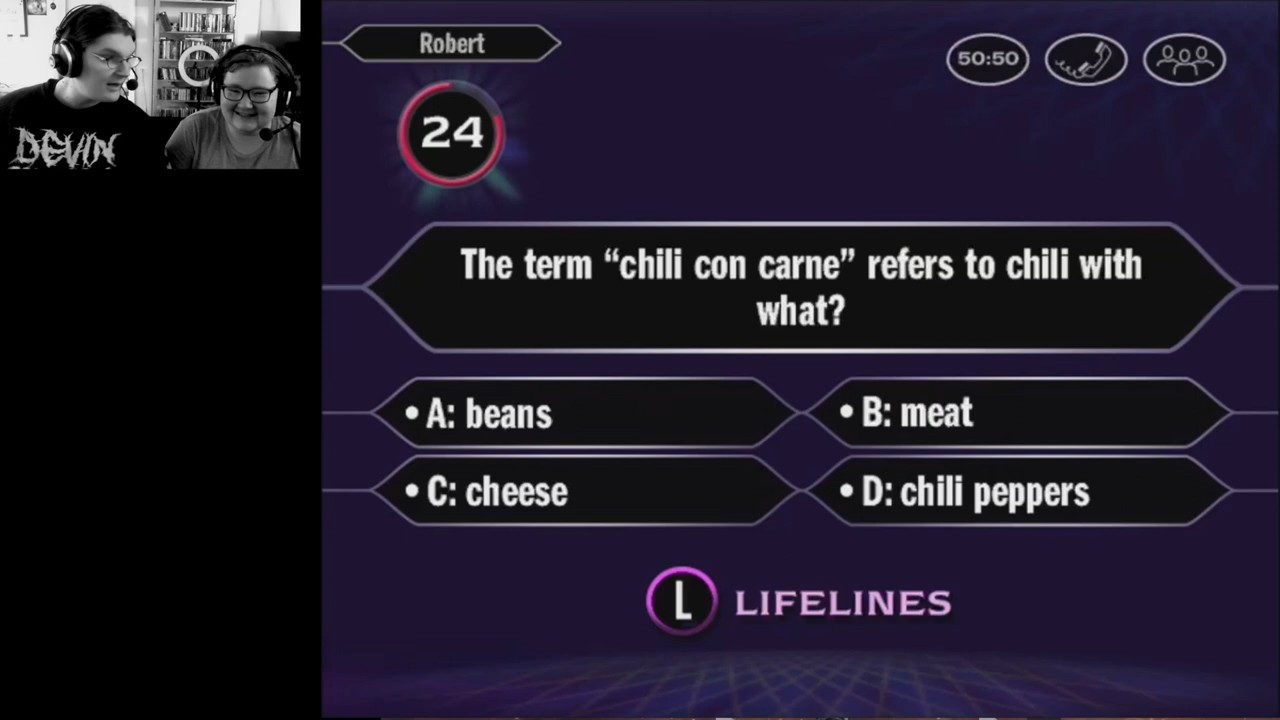 DEVIN
Robert
50:50
24
The term “chili con carne” refers to chili with
what?
• A: beans
• B: meat
• C: cheese
• D: chili peppers
L LIFELINES